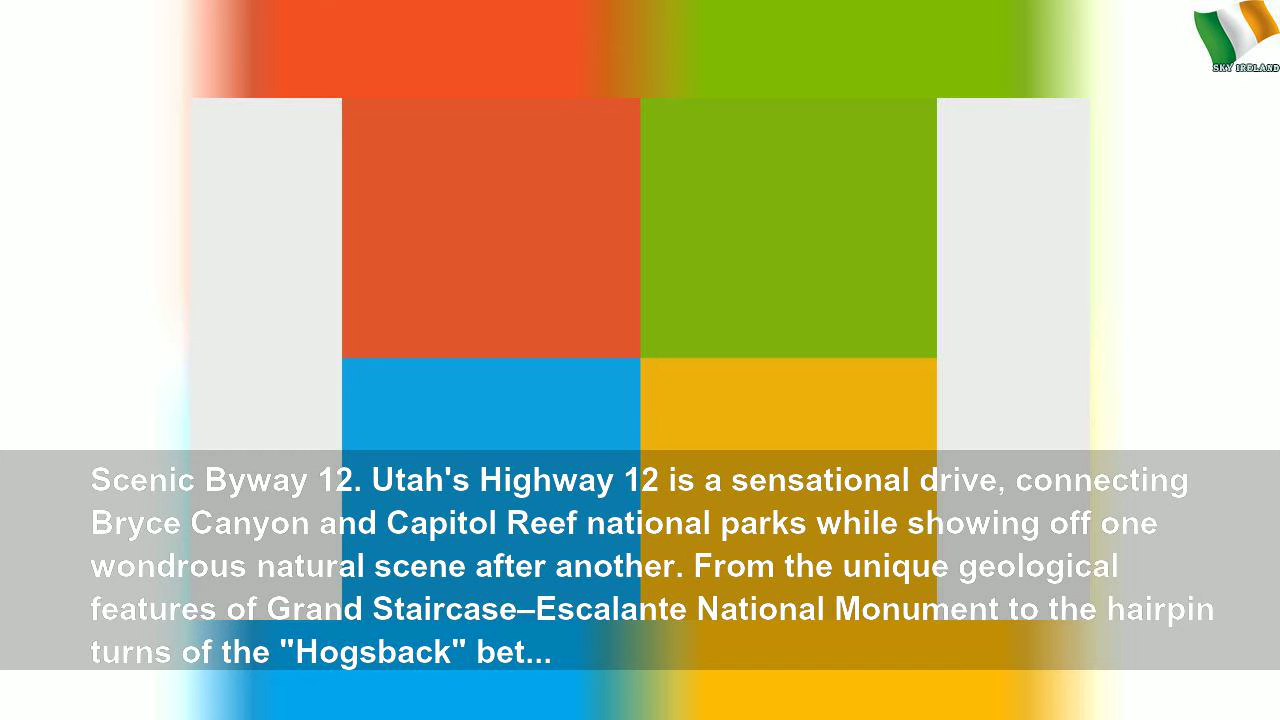 SKY IRELAND
Scenic Byway 12. Utah's Highway 12 is a sensational drive, connecting
Bryce Canyon and Capitol Reef national parks while showing off one
wondrous natural scene after another. From the unique geological
features of Grand Staircase–Escalante National Monument to the hairpin
turns of the "Hogsback" bet...